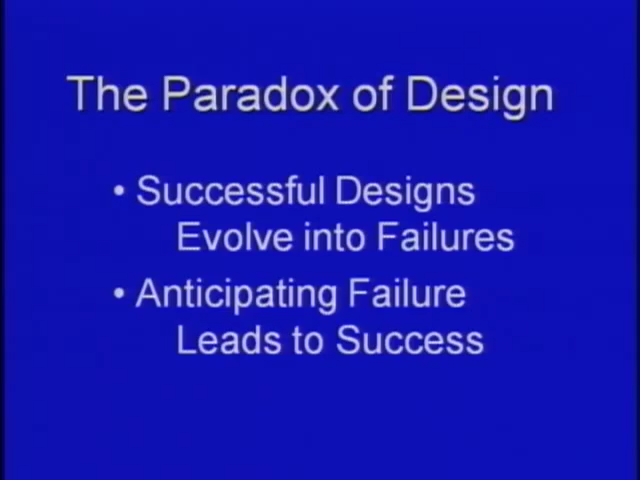 The Paradox of Design
• Successful Designs
Evolve into Failures
• Anticipating Failure
Leads to Success